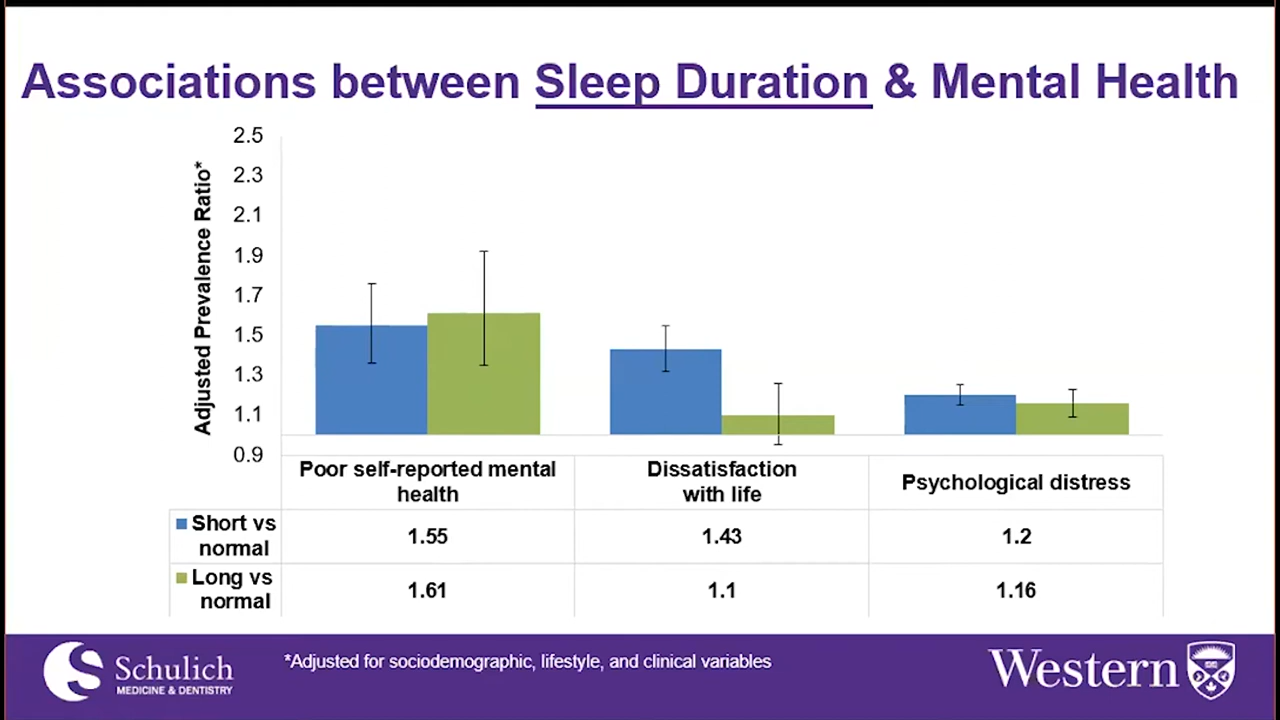 Associations between Sleep Duration & Mental Health
Adjusted Prevalence Ratio*
2.5
2.3
2.1
1.9
1.7
1.5
1.3
1.1
0.9
Poor self-reported mental
health
Dissatisfaction
with life
Psychological distress
Short vs
normal
1.55
1.43
1.2
Long vs
normal
1.61
1.1
1.16
Schulich
MEDICINE & DENTISTRY
*Adjusted for sociodemographic, lifestyle, and clinical variables
Western